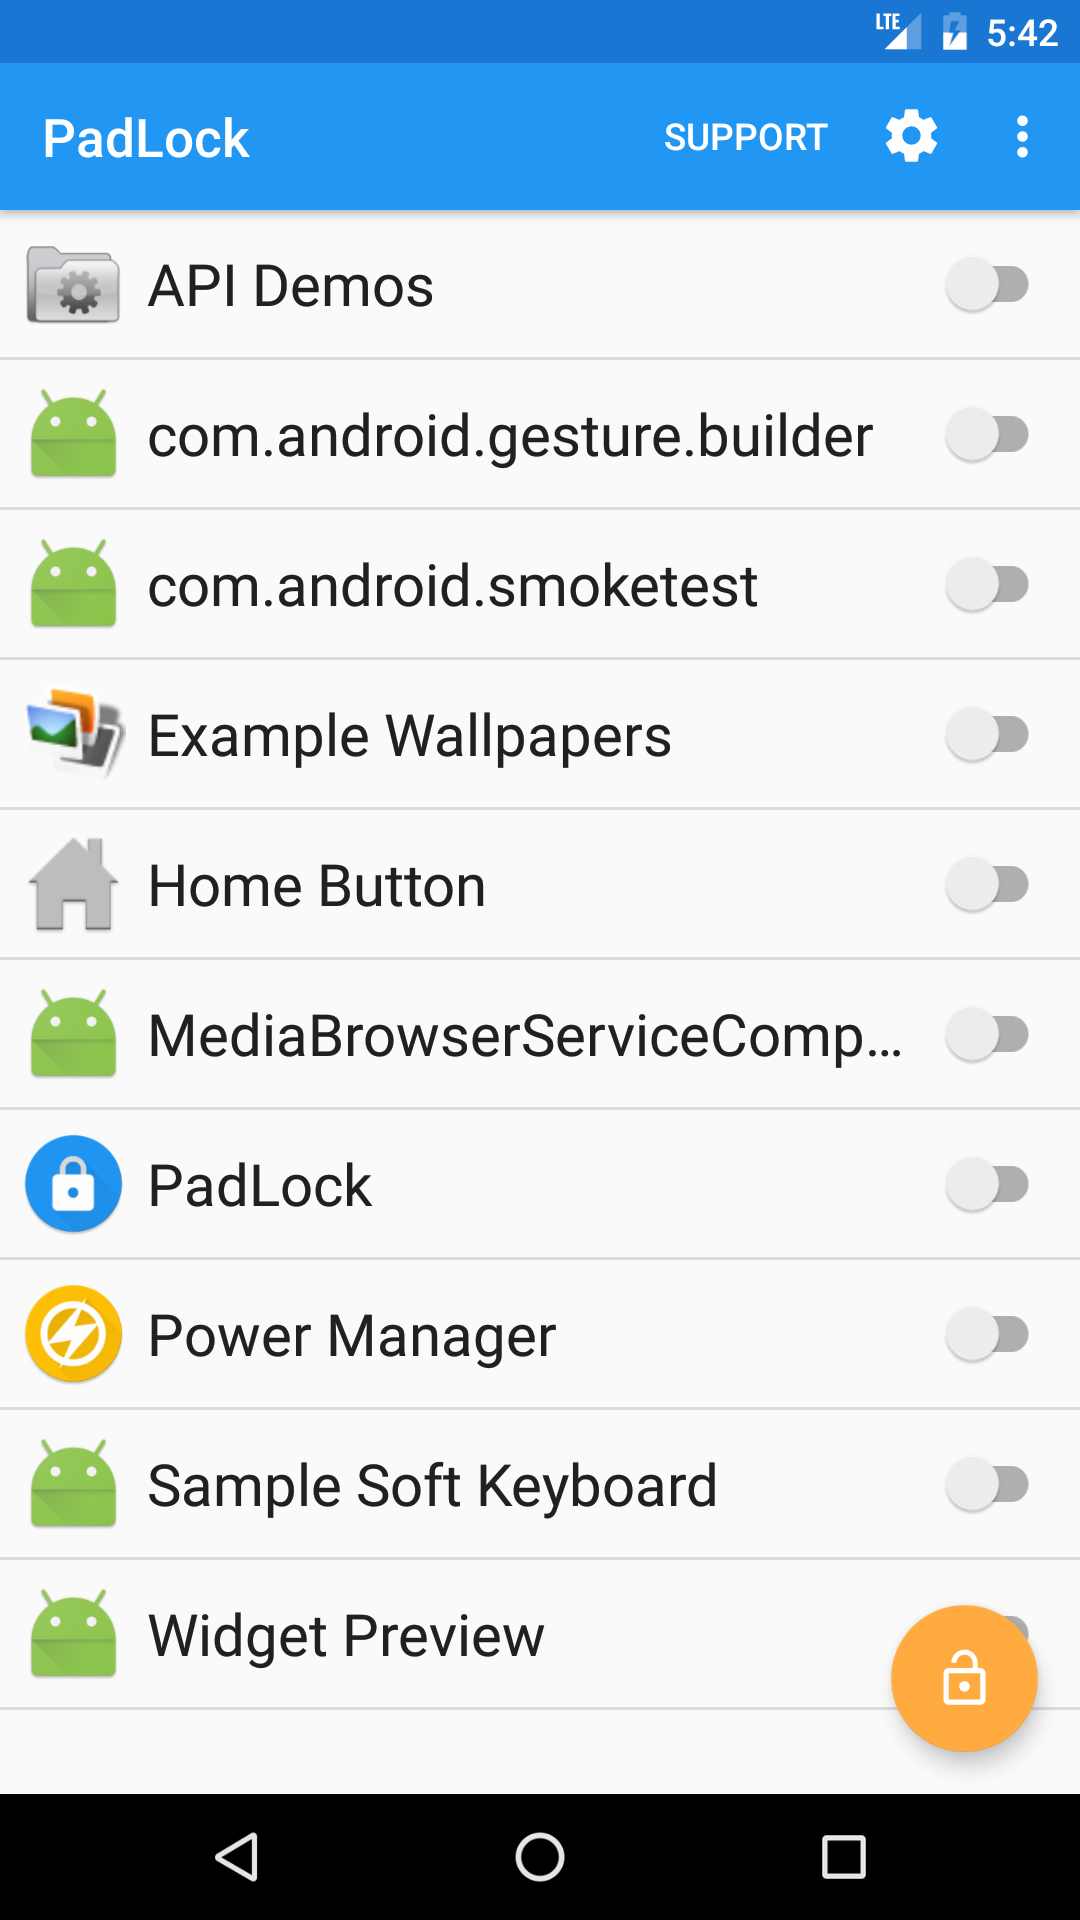 LTE 5:42
PadLock SUPPORT
API Demos
com.android.gesture.builder
com.android.smoketest
Example Wallpapers
Home Button
MediaBrowserServiceComp...
PadLock
Power Manager
Sample Soft Keyboard
Widget Preview